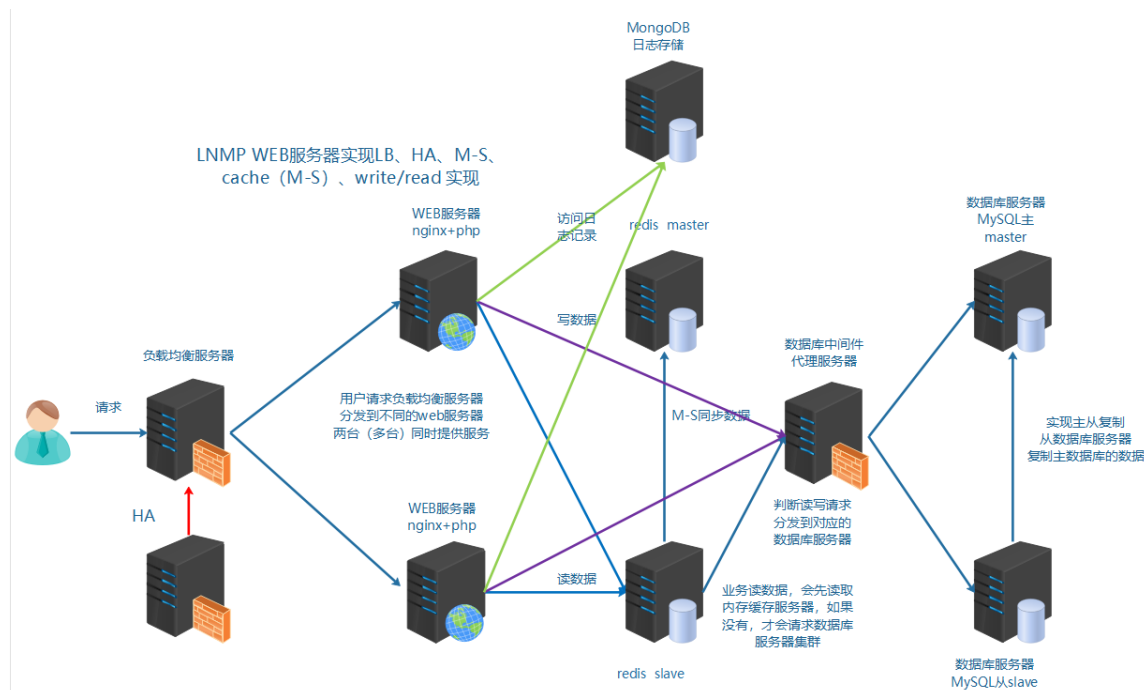 MongoDB
日志存储
LNMP WEB服务器实现LB、HA、M-S、
cache（M-S）、write/read 实现
WEB服务器
nginx+php
访问日
志记录
redis master
数据库服务器
MySQL主
master
写数据
负载均衡服务器
数据库中间件
代理服务器
请求
用户请求负载均衡服务器
分发到不同的web服务器
两台（多台）同时提供服务
M-S同步数据
实现主从复制
从数据库服务器
复制主数据库的数据
HA
WEB服务器
nginx+php
判断读写请求
分发到对应的
数据库服务器
读数据
业务读数据，会先读取
内存缓存服务器，如果
没有，才会请求数据库
服务器集群
redis slave
数据库服务器
MySQL从slave